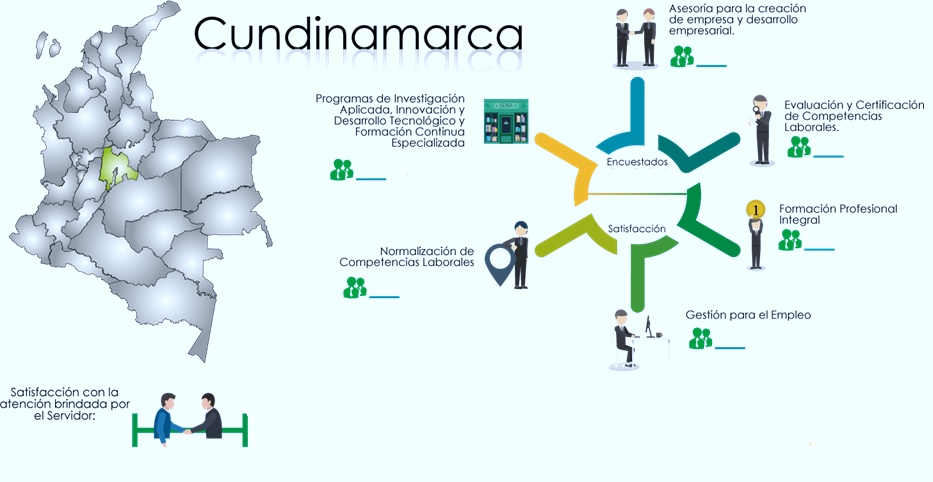 Cundinamarca
Asesoría para la creación
de empresa y desarrollo
empresarial.
Programas de Investigación
Aplicada, Innovación y
Desarrollo Tecnológico y
Formación Continua
Especializada
Evaluación y Certificación
de Competencias
Laborales.
Encuestados
Satisfacción
1
Formación Profesional
Integral
Normalización de
Competencias Laborales
Gestión para el Empleo
Satisfacción con la
atención brindada por
el Servidor: